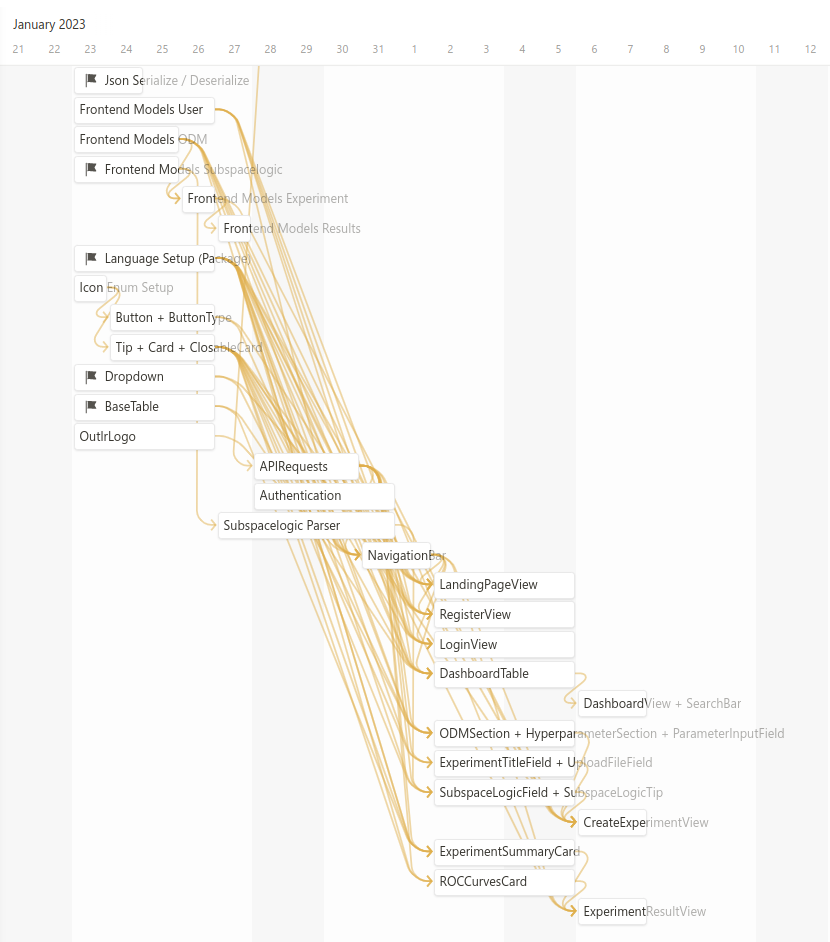 January 2023
21 22 23 24 25 26 27 28 29 30 31 1 2 3 4 5 6 7 8 9 10 11 12
Json Serialize / Deserialize
Frontend Models User
Frontend Models ODM
Frontend Models Subspacelogic
Frontend Models Experiment
Frontend Models Results
Language Setup (Package)
Icon Enum Setup
Button + ButtonType
Tip + Card + ClosableCard
Dropdown
BaseTable
OutlrLogo
APIRequests
Authentication
Subspacelogic Parser
NavigationBar
LandingPageView
RegisterView
LoginView
DashboardTable
DashboardView + SearchBar
ODMSection + HyperparameterSection + ParameterInputField
ExperimentTitleField + UploadFileField
SubspaceLogicField + SubspaceLogicTip
CreateExperimentView
ExperimentSummaryCard
ROCCurvesCard
ExperimentResultView